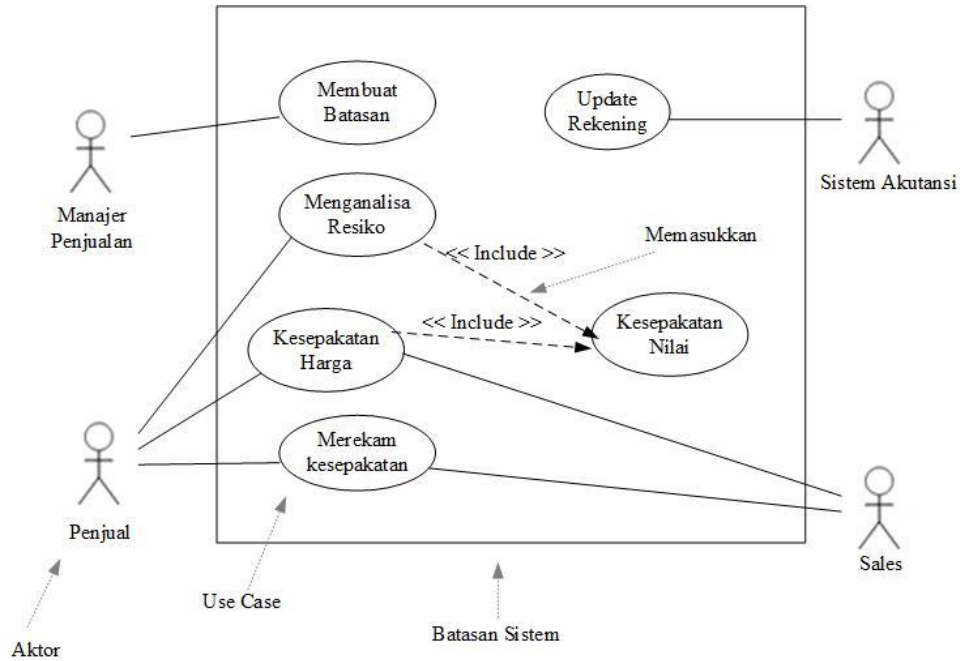 Membuat
Batasan
Update
Rekening
Manajer
Penjualan
Sistem Akutansi
Menganalisa
Resiko
Memasukkan
<< Include >>
<< Include >>
Kesepakatan
Harga
Kesepakatan
Nilai
Merekam
kesepakatan
Penjual
Sales
Use Case
Batasan Sistem
Aktor